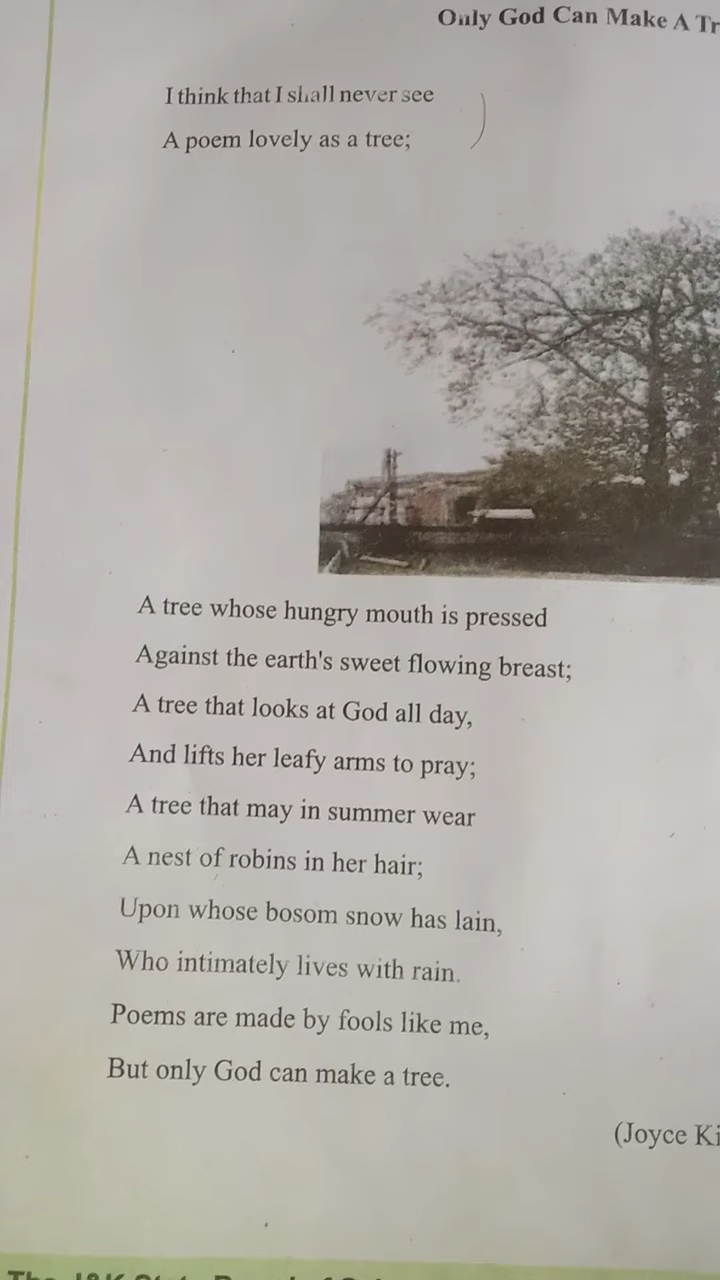 Only God Can Make A
I think that I shall never see
A poem lovely as a tree;
A tree whose hungry mouth is pressed
Against the earth's sweet flowing breast;
A tree that looks at God all day,
And lifts her leafy arms to pray;
A tree that may in summer wear
A nest of robins in her hair;
Upon whose bosom snow has lain,
Who intimately lives with rain.
Poems are made by fools like me,
But only God can make a tree.
(Joyce
The J&K State Board of